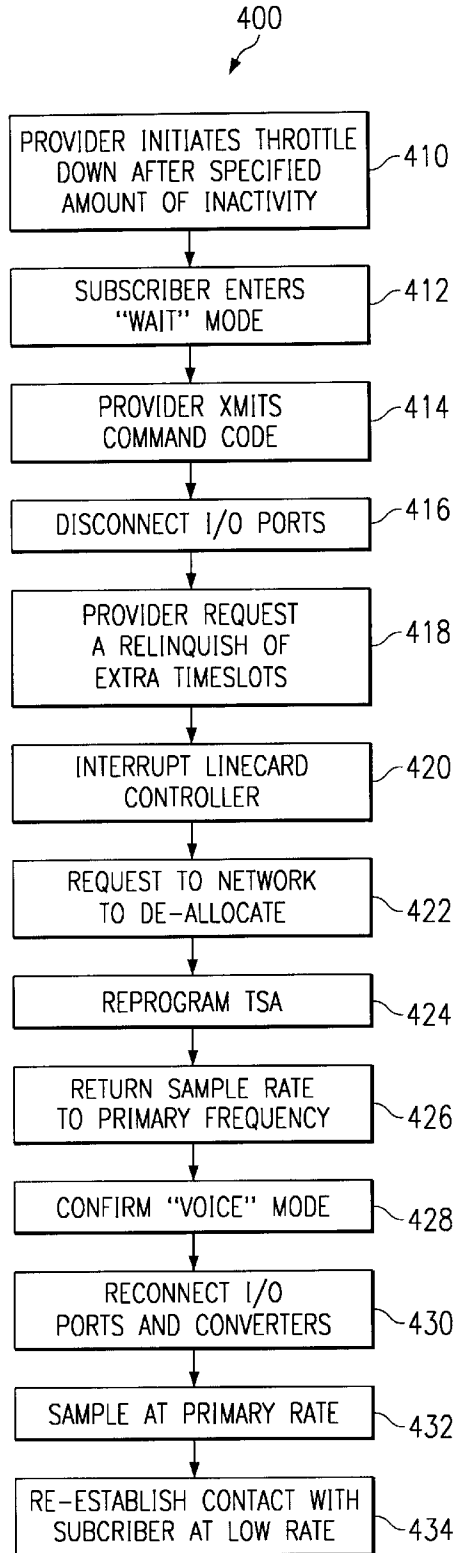 400
PROVIDER INITIATES THROTTLE
DOWN AFTER SPECIFIED
AMOUNT OF INACTIVITY
410
SUBSCRIBER ENTERS
“WAIT” MODE
412
PROVIDER XMITS
COMMAND CODE
414
DISCONNECT I/O PORTS
416
PROVIDER REQUEST
A RELINQUISH OF
EXTRA TIMESLOTS
418
INTERRUPT LINECARD
CONTROLLER
420
REQUEST TO NETWORK
TO DE-ALLOCATE
422
REPROGRAM TSA
424
RETURN SAMPLE RATE
TO PRIMARY FREQUENCY
426
CONFIRM “VOICE” MODE
428
RECONNECT I/O
PORTS AND CONVERTERS
430
SAMPLE AT PRIMARY RATE
432
RE-ESTABLISH CONTACT WITH
SUBCRIBER AT LOW RATE
434